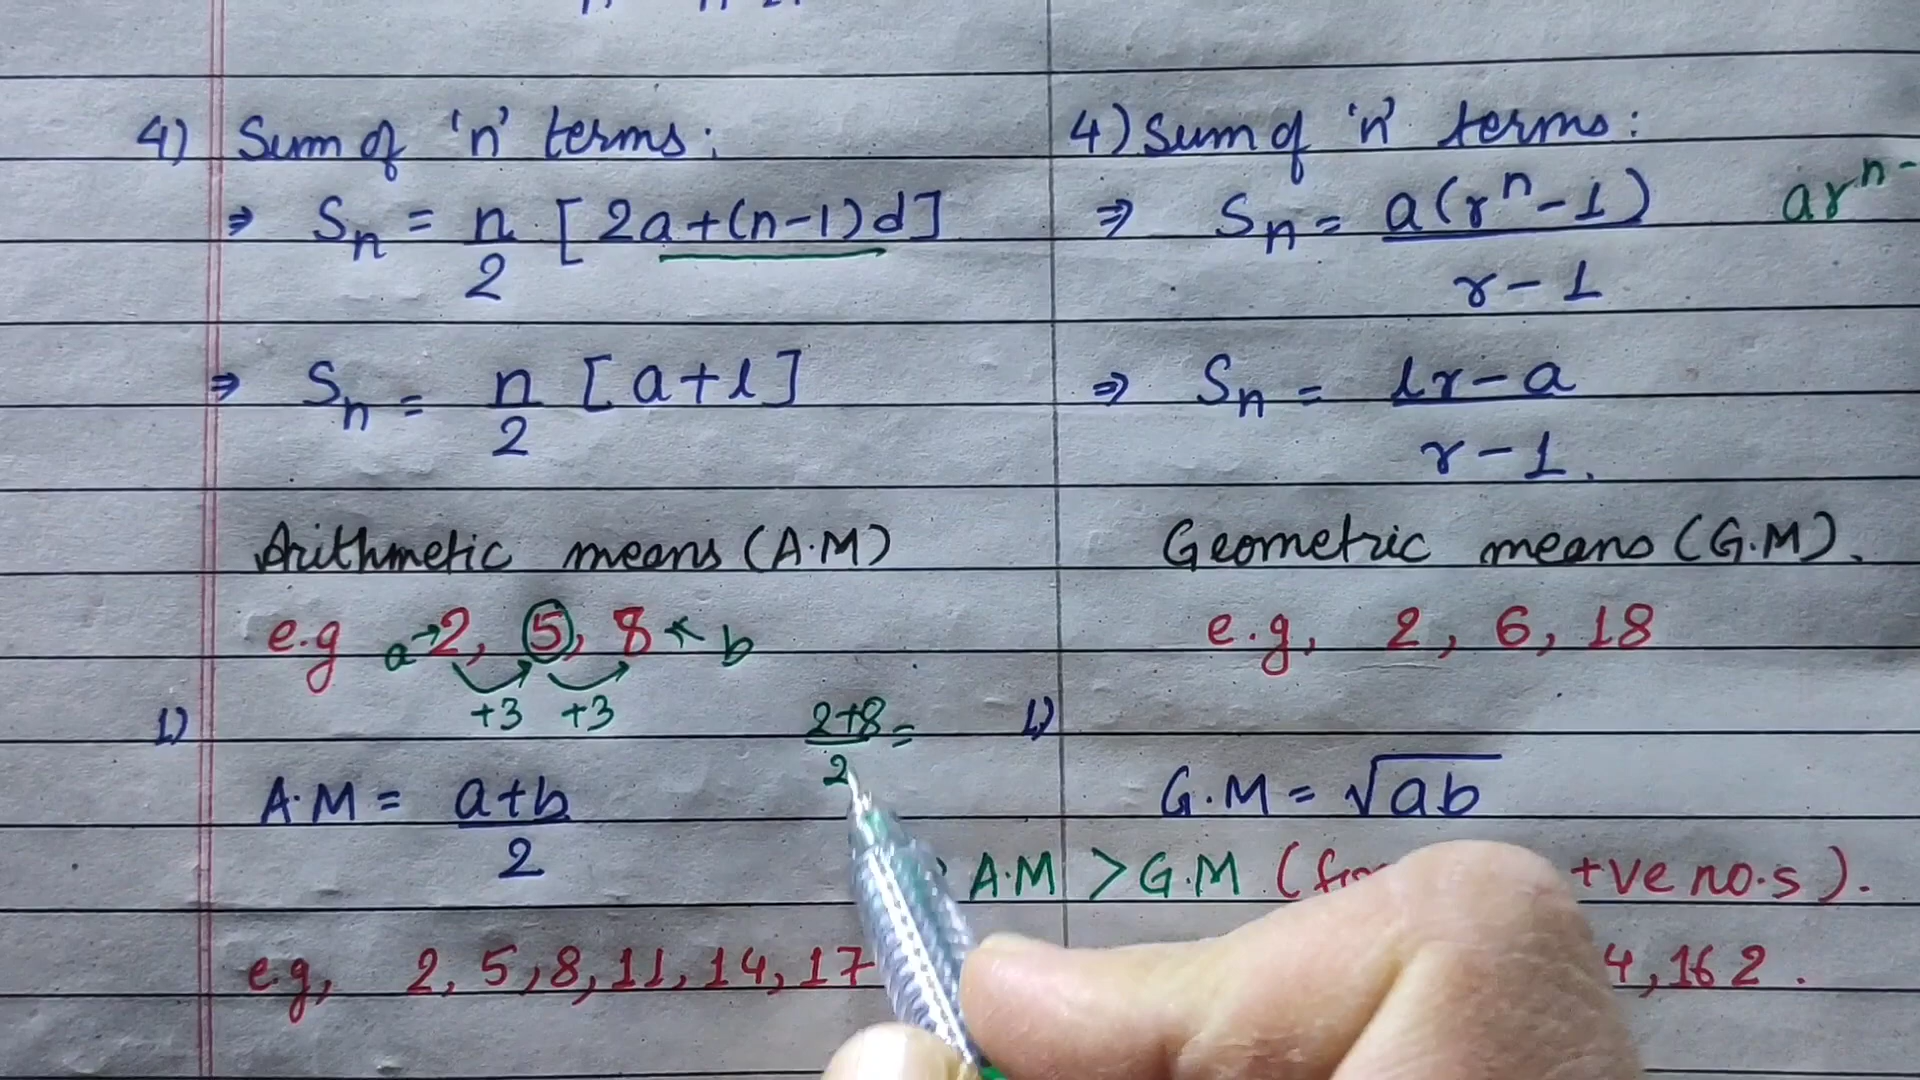 4) Sum of 'n' terms:
⇒ Sn = n/2 [2a+(n-1)d]
⇒ Sn = n/2 [a+l]
Arithmetic means (A.M)
e.g a→2, 5, 8← b
+3 +3
1)
2+8/2 =
A.M = a+b/2
e.g, 2, 5, 8, 11, 14, 17
4) Sum of 'n' terms:
⇒ Sn = a(r^n-1)/r-1
ar^n-
⇒ Sn = lr-a/r-1.
Geometric means (G.M).
e.g, 2, 6, 18
1)
G.M = √ab
A.M > G.M (+ve no.s).
4, 162.